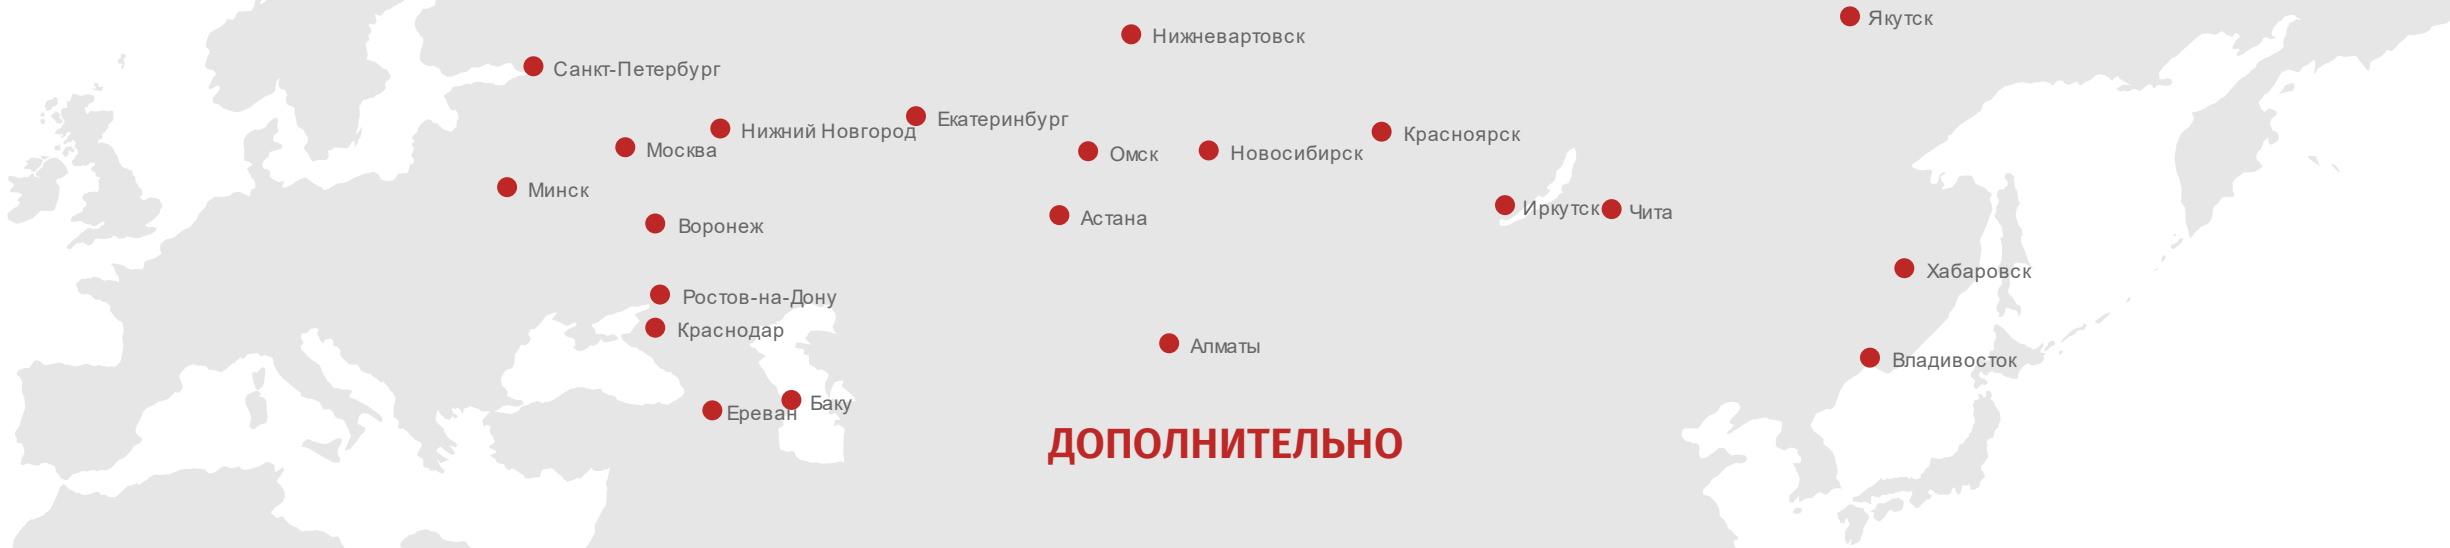 Якутск
Нижневартовск
Санкт-Петербург
Екатеринбург
Нижний Новгород
Красноярск
Москва
Омск
Новосибирск
Минск
Иркутск
Чита
Астана
Воронеж
Хабаровск
Ростов-на-Дону
Краснодар
Алматы
Владивосток
Баку
Ереван
ДОПОЛНИТЕЛЬНО